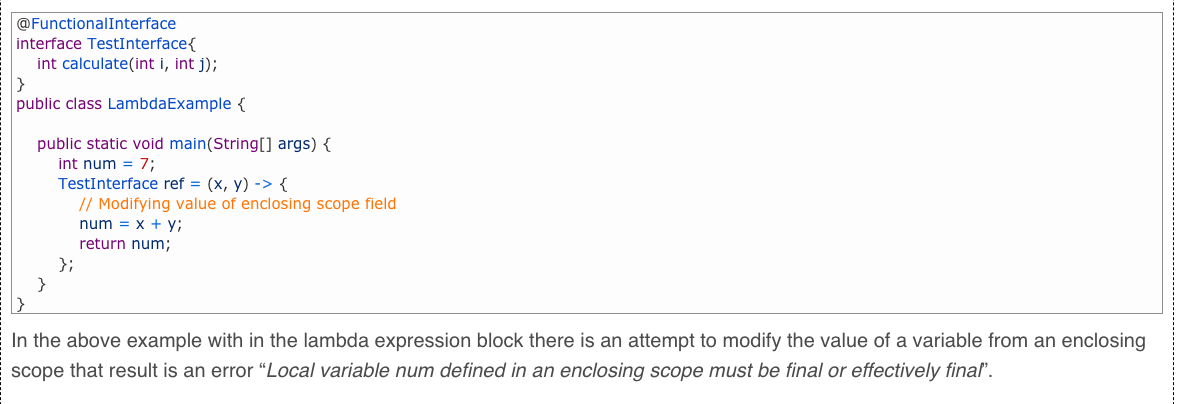 @FunctionalInterface
interface TestInterface{
int calculate(int i, int j);
}
public class LambdaExample {
public static void main(String[] args) {
int num = 7;
TestInterface ref = (x, y) -> {
// Modifying value of enclosing scope field
num = x + y;
return num;
};
}
}
In the above example with in the lambda expression block there is an attempt to modify the value of a variable from an enclosing
scope that result is an error “Local variable num defined in an enclosing scope must be final or effectively final”.